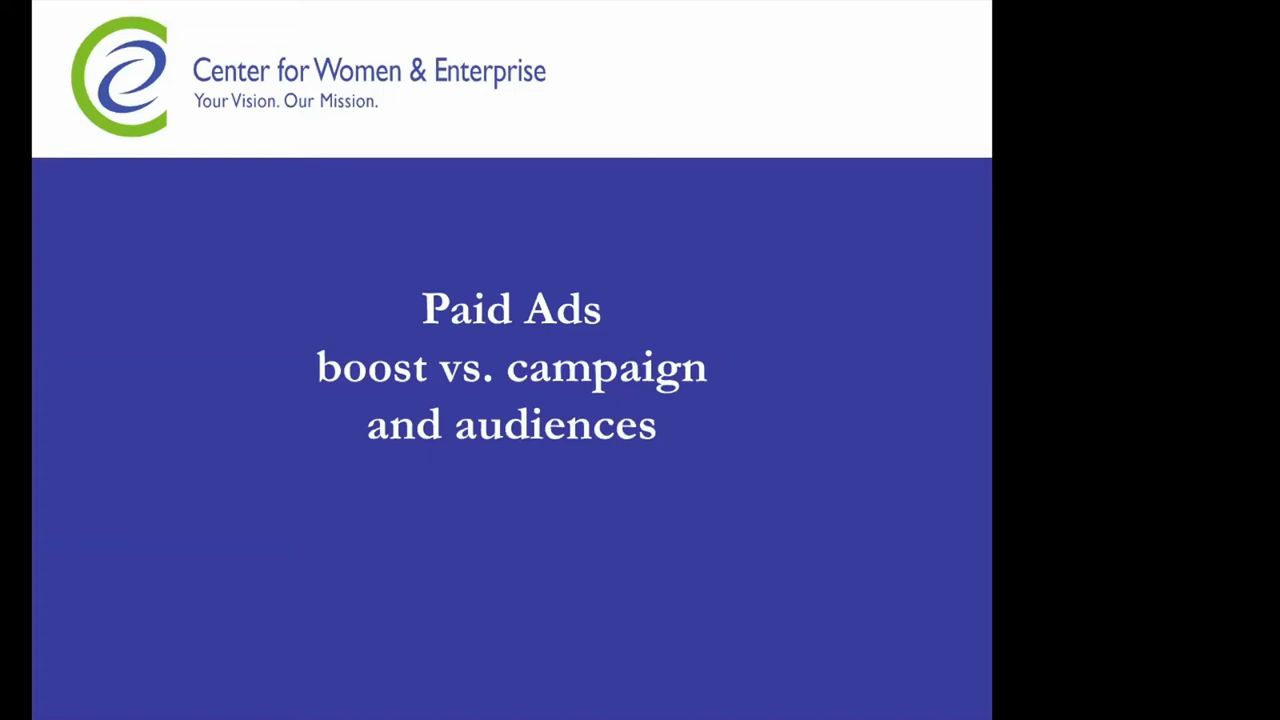 Center for Women & Enterprise
Your Vision. Our Mission.
Paid Ads
boost vs. campaign
and audiences